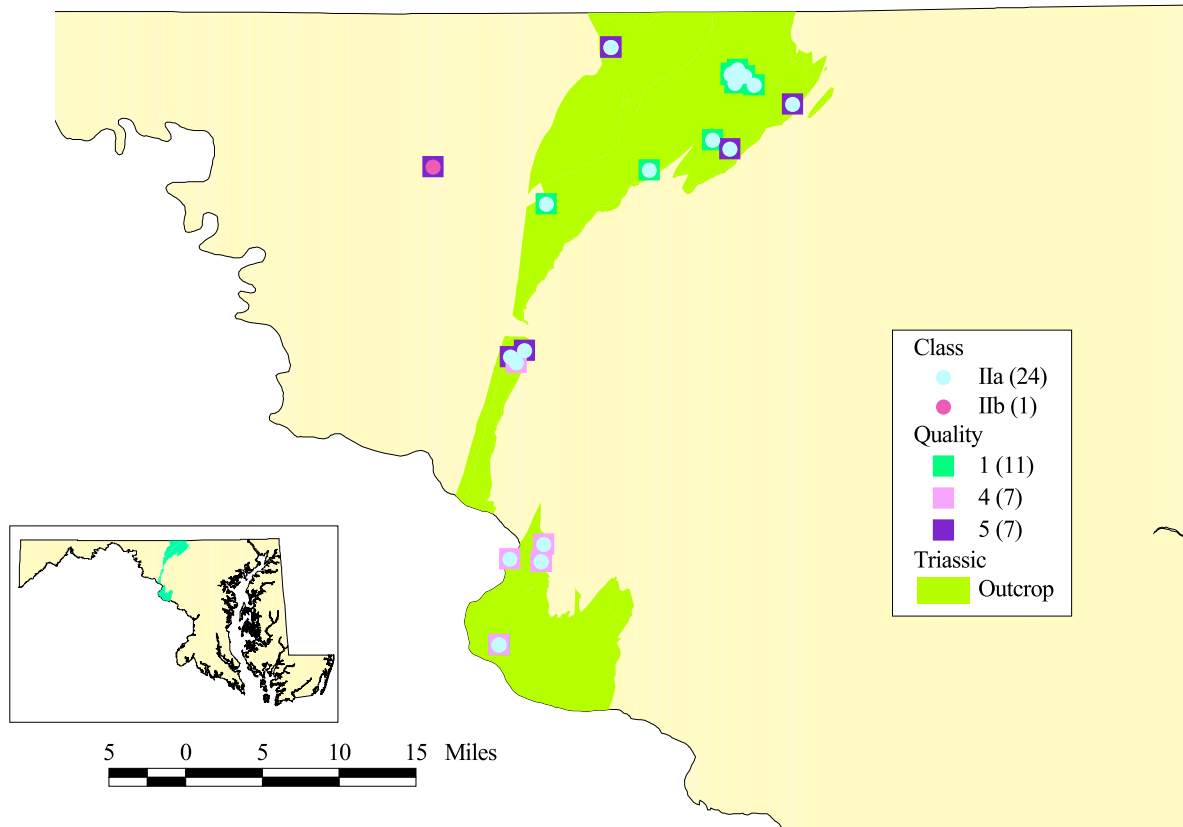 Class
IIa (24)
IIb (1)
Quality
1 (11)
4 (7)
5 (7)
Triassic
Outcrop
5 0 5 10 15 Miles